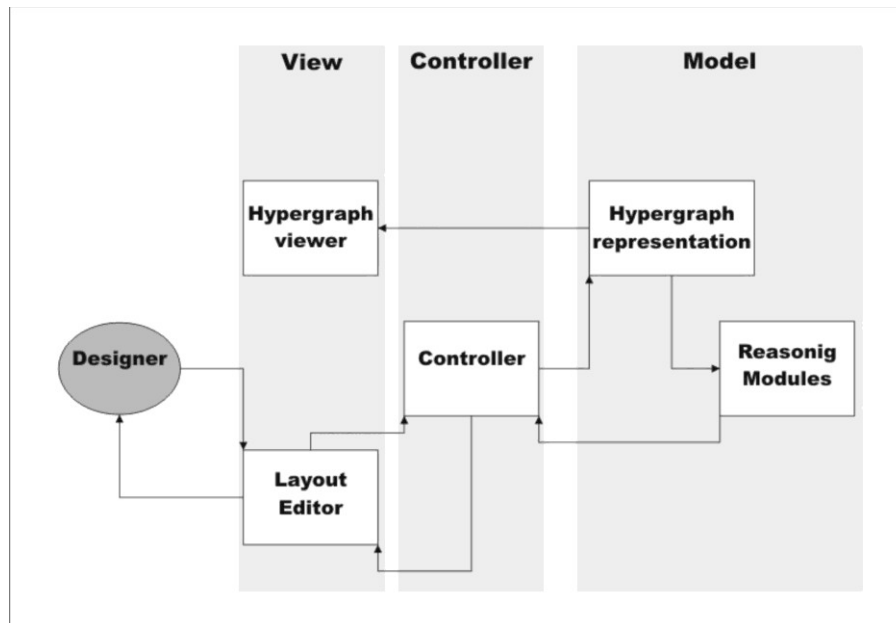 View
Controller
Model
Hypergraph
viewer
Hypergraph
representation
Designer
Controller
Reasonig
Modules
Layout
Editor